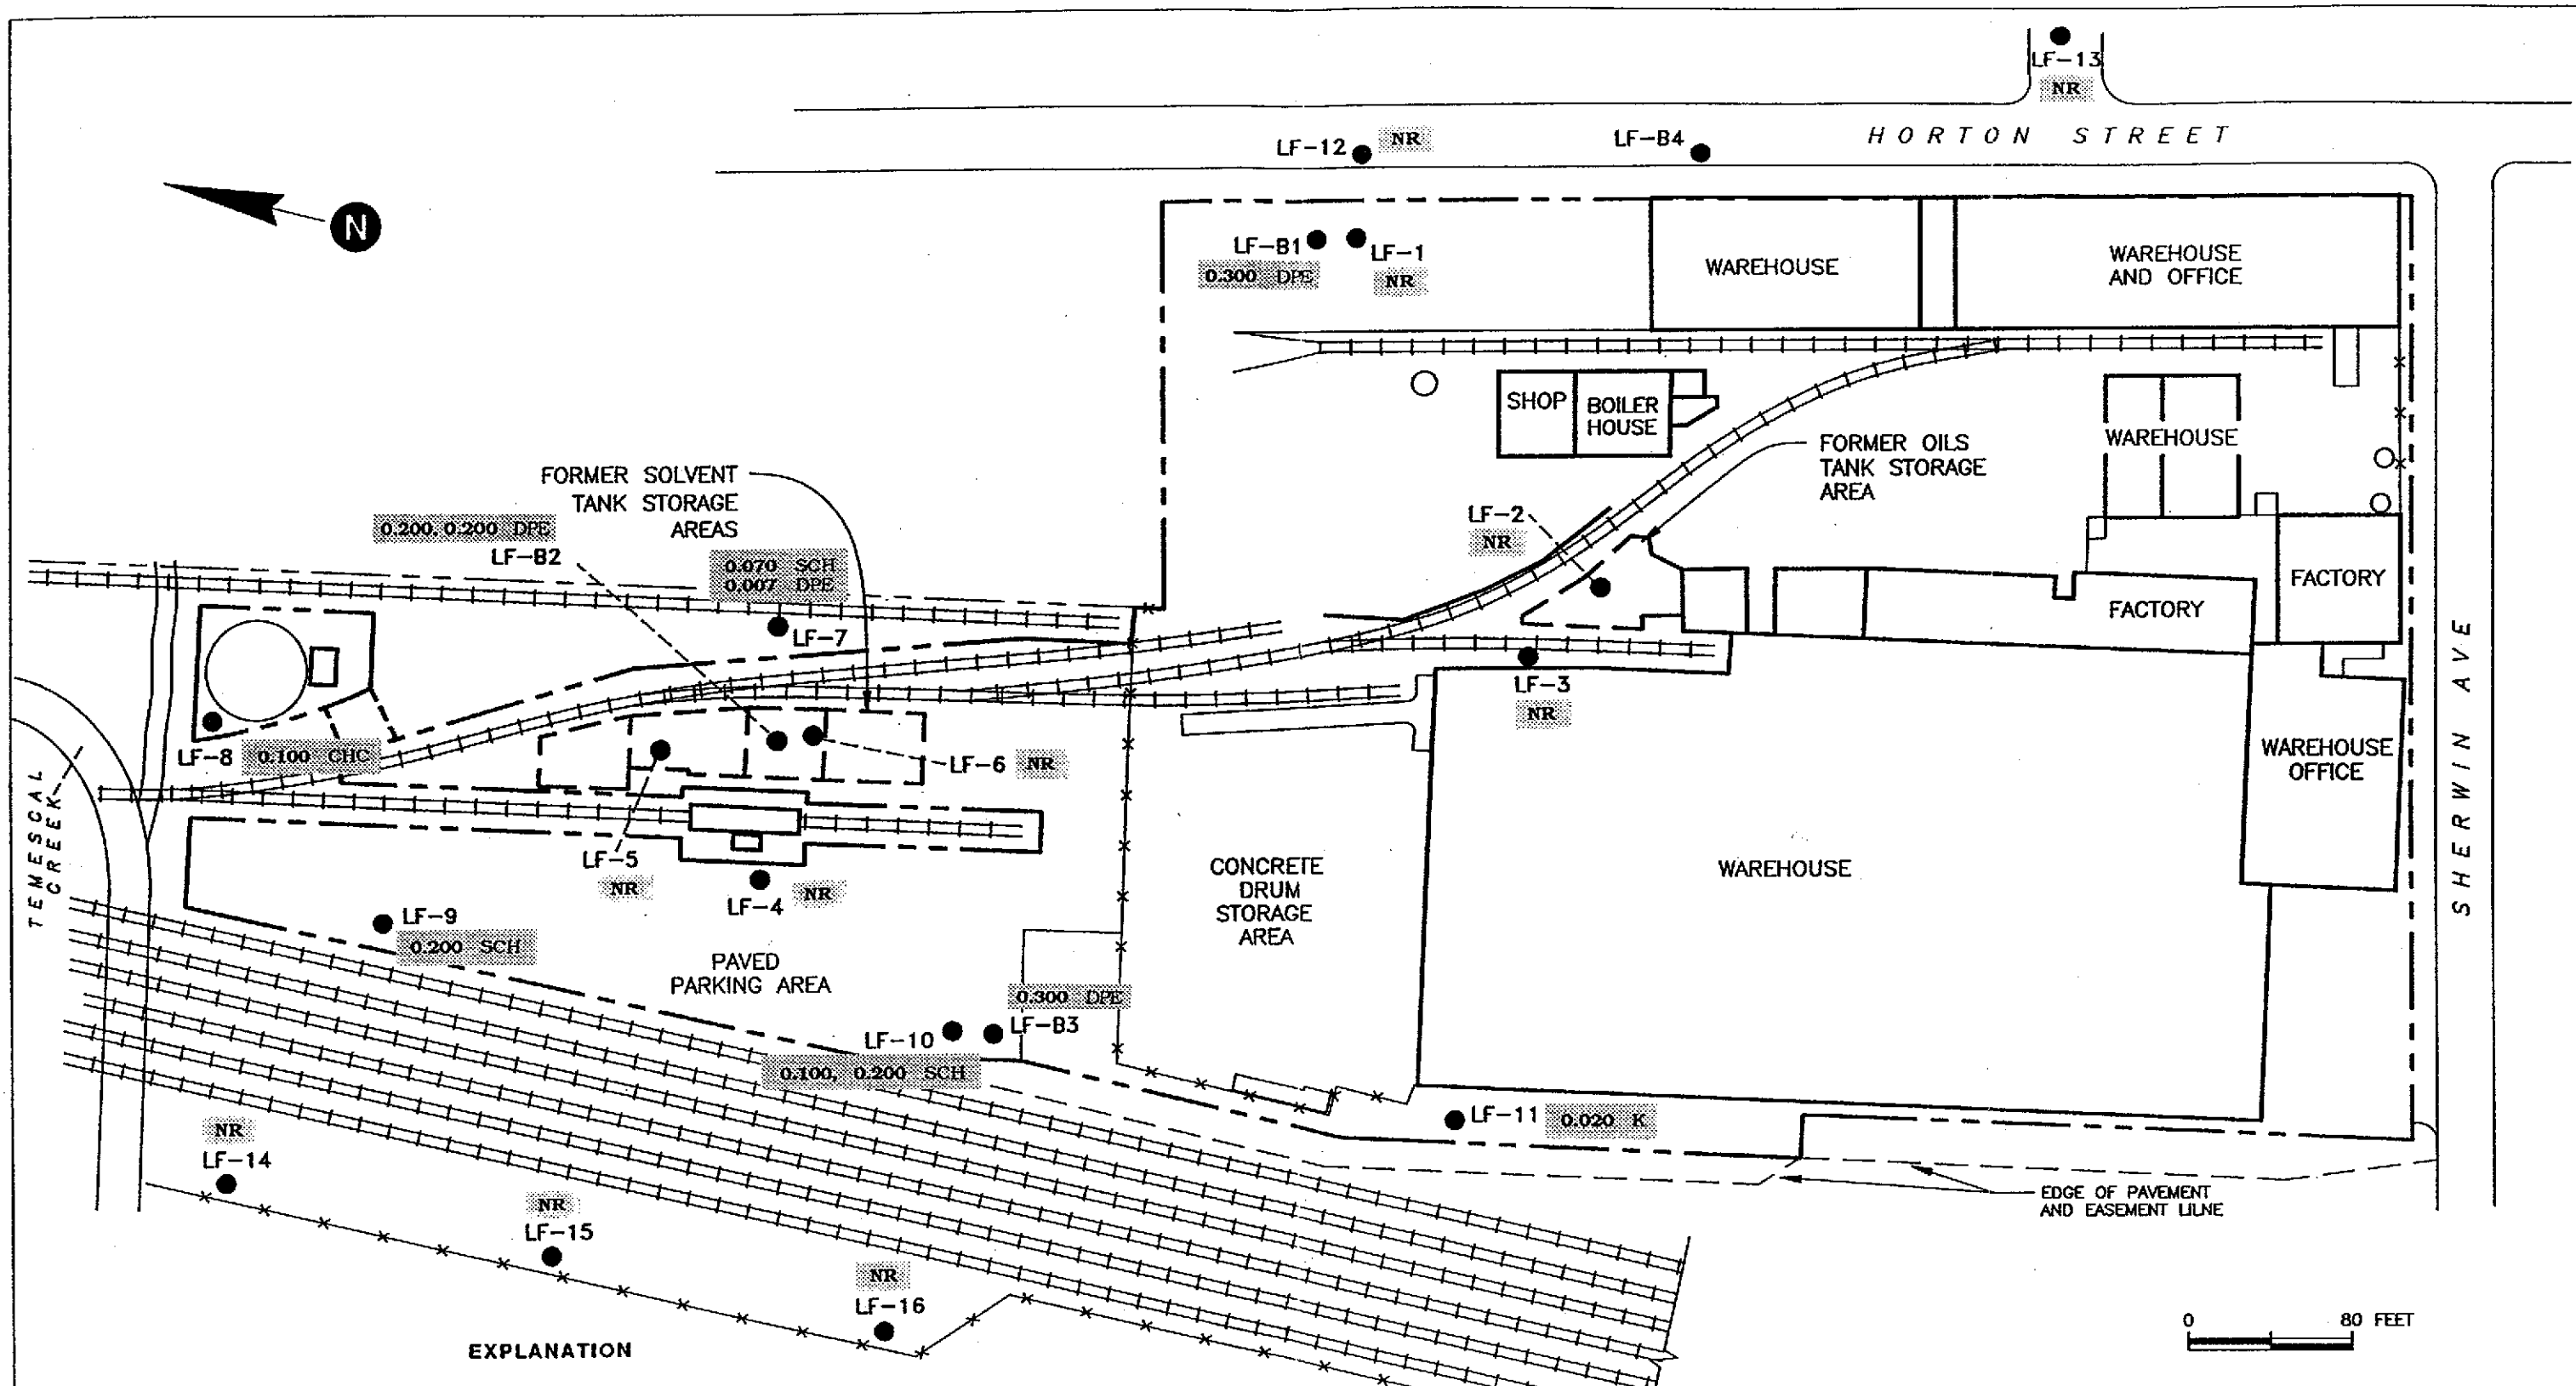 LF-13
NR
HORTON STREET
LF-12
NR
LF-B4
N
LF-B1
0.300 DPE
LF-1
NR
WAREHOUSE
WAREHOUSE
AND OFFICE
SHOP
BOILER
HOUSE
WAREHOUSE
FORMER OILS
TANK STORAGE
AREA
FORMER SOLVENT
TANK STORAGE
AREAS
0.200, 0.200 DPE
LF-B2
0.070 SCH
0.007 DPE
LF-7
LF-2
NR
FACTORY
FACTORY
LF-3
NR
LF-8
0.100 CHC
LF-6
NR
WAREHOUSE
OFFICE
SHERWIN AVE
TEMESCAL
CREEK
LF-5
NR
LF-4
NR
CONCRETE
DRUM
STORAGE
AREA
WAREHOUSE
LF-9
0.200 SCH
PAVED
PARKING AREA
0.300 DPE
LF-B3
LF-10
0.100, 0.200 SCH
LF-11
0.020 K
NR
LF-14
NR
LF-15
NR
LF-16
EDGE OF PAVEMENT
AND EASEMENT LILNE
0 80 FEET
EXPLANATION